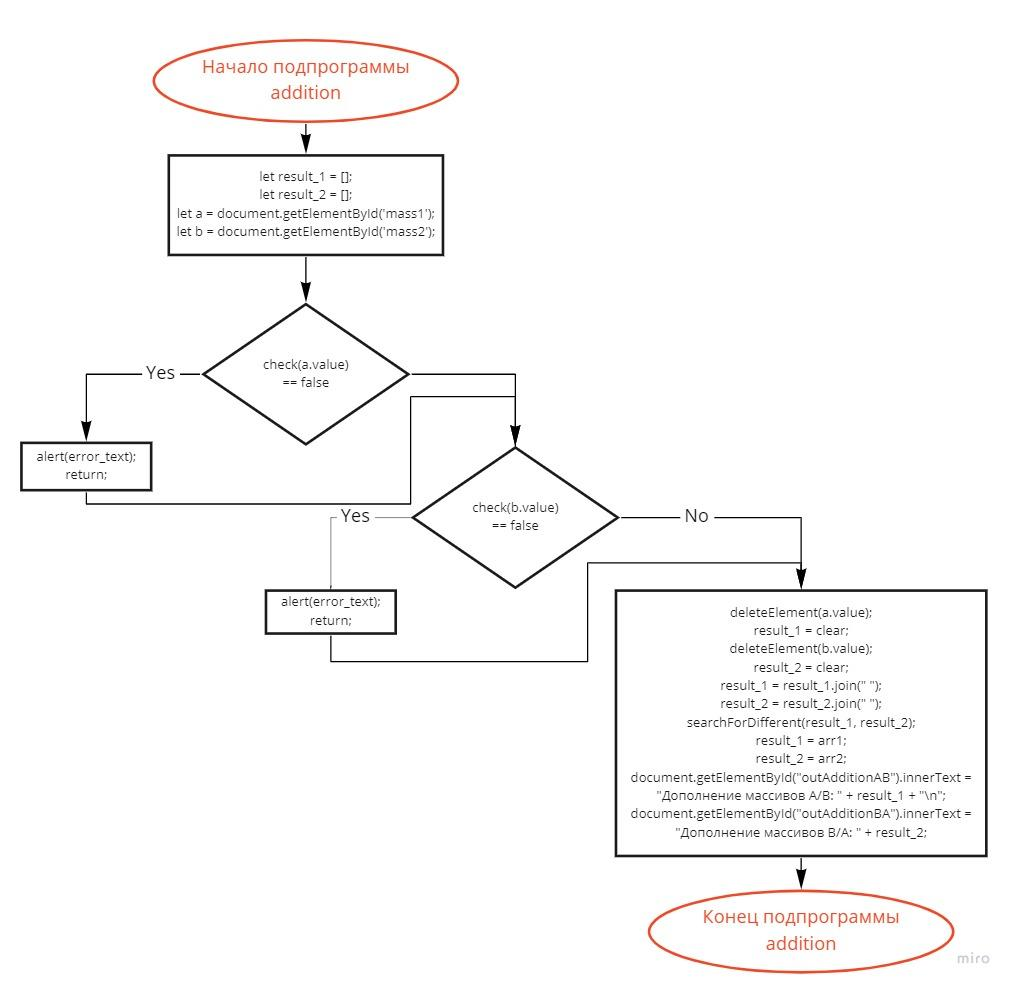 Начало подпрограммы
addition
let result_1 = [];
let result_2 = [];
let a = document.getElementById('mass1');
let b = document.getElementById('mass2');
check(a.value)
== false
Yes
alert(error_text);
return;
check(b.value)
== false
Yes
No
alert(error_text);
return;
deleteElement(a.value);
result_1 = clear;
deleteElement(b.value);
result_2 = clear;
result_1 = result_1.join(" ");
result_2 = result_2.join(" ");
searchForDifferent(result_1, result_2);
result_1 = arr1;
result_2 = arr2;
document.getElementById("outAdditionAB").innerText =
"Дополнение массивов A/B: " + result_1 + "\n";
document.getElementById("outAdditionBA").innerText =
"Дополнение массивов B/A: " + result_2;
Конец подпрограммы
addition
miro